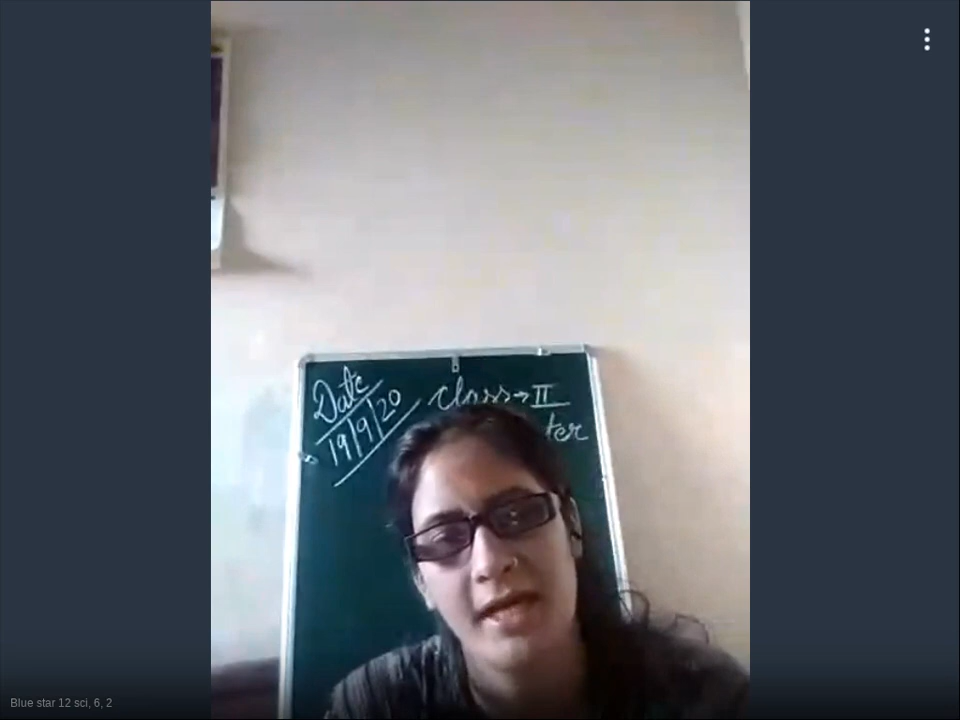 Date
19/9/20
Class → II
ter
Blue star 12 sci, 6, 2